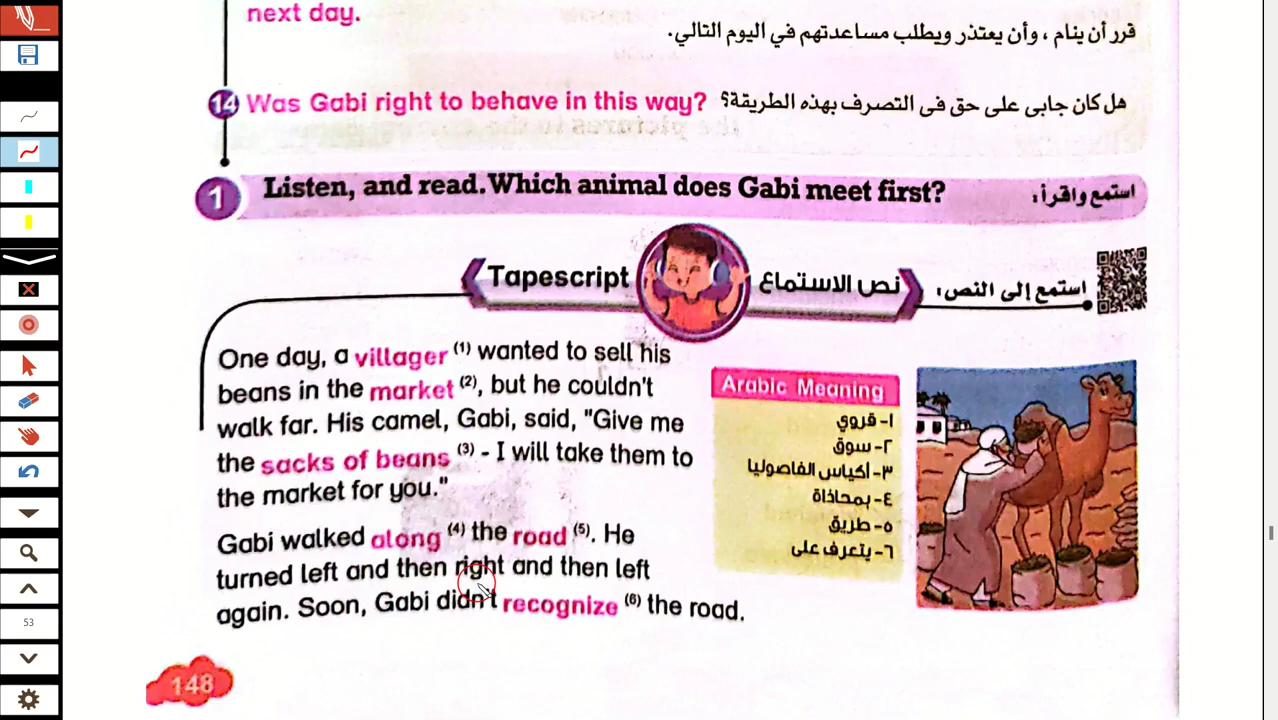 next day.
قرر أن ينام ، وأن يعتذر ويطلب مساعدتهم في اليوم التالي.
14 Was Gabi right to behave in this way? هل كان جابى على حق فى التصرف بهذه الطريقة؟
1 Listen, and read. Which animal does Gabi meet first? استمع واقرأ:
Tapescript نص الاستماع
استمع إلى النص:
One day, a villager (1) wanted to sell his
beans in the market (2), but he couldn't
walk far. His camel, Gabi, said, "Give me
the sacks of beans (3) - I will take them to
the market for you."
Gabi walked along (4) the road (5). He
turned left and then right and then left
again. Soon, Gabi didn't recognize (6) the road.
Arabic Meaning
١- قروي
٢- سوق
٣- أكياس الفاصوليا
٤- بمحاذاة
٥- طريق
٦- يتعرف على
148
53